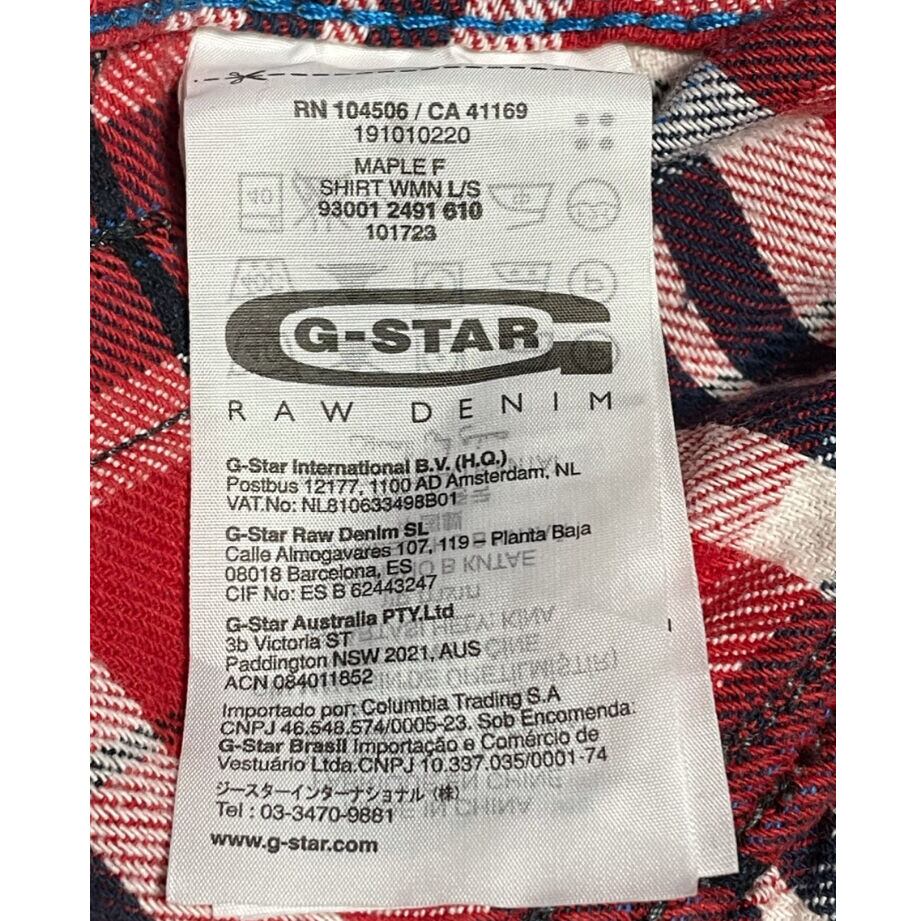 RN 104506 / CA 41169
191010220
MAPLE F
SHIRT WMN L/S
93001 2491 610
101723
G-STAR
RAW DENIM
G-Star International B.V. (H.Q.)
Postbus 12177, 1100 AD Amsterdam, NL
VAT.No: NL810633498B01
G-Star Raw Denim SL
Calle Almogavares 107, 119 – Planta Baja
08018 Barcelona, ES
CIF No: ES B 62443247
G-Star Australia PTY.Ltd
3b Victoria ST
Paddington NSW 2021, AUS
ACN 084011852
Importado por: Columbia Trading S.A
CNPJ 46.548.574/0005-23. Sob Encomenda:
G-Star Brasil Importação e Comércio de
Vestuário Ltda.CNPJ 10.337.035/0001-74
ジースターインターナショナル (株)
Tel : 03-3470-9881
www.g-star.com